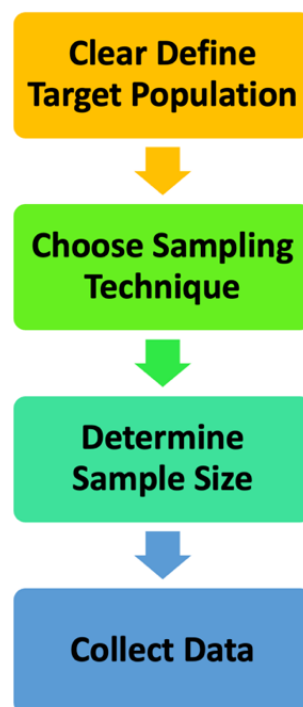 Clear Define
Target Population
Choose Sampling
Technique
Determine
Sample Size
Collect Data